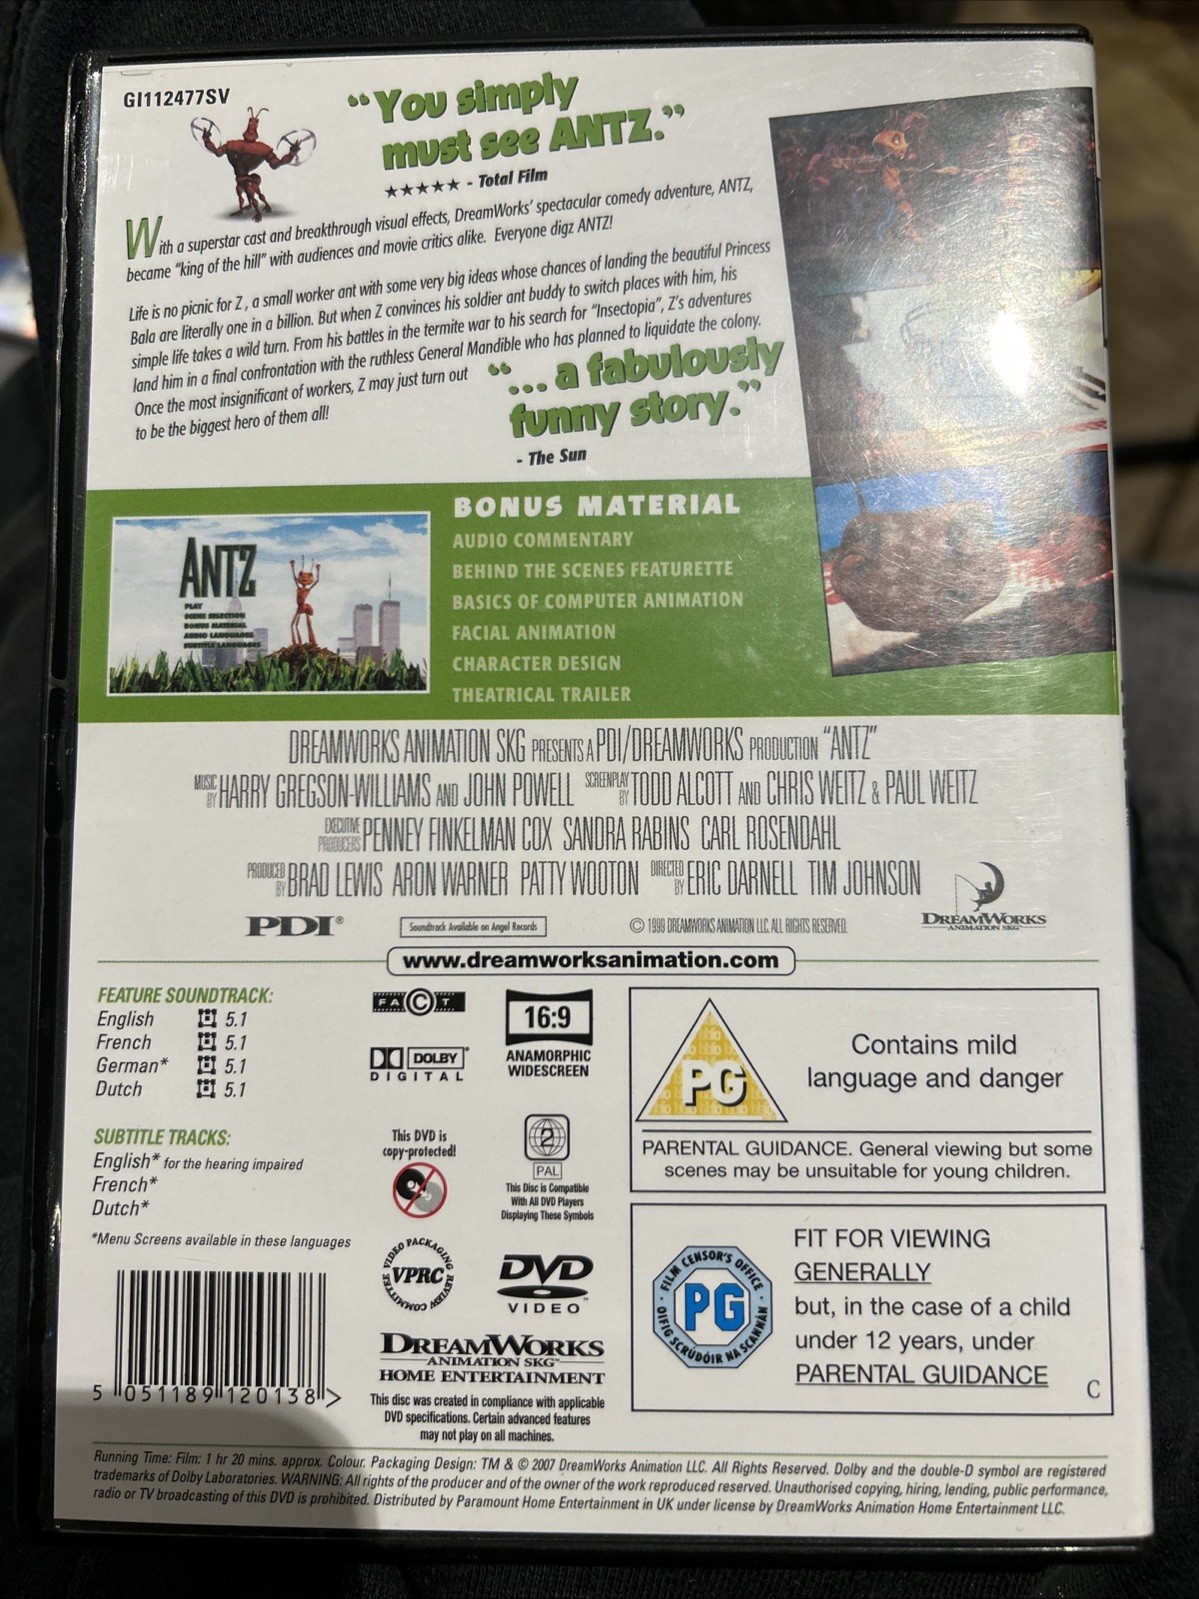 GI112477SV
“You simply
must see ANTZ.”
★★★★★ - Total Film
With a superstar cast and breakthrough visual effects, DreamWorks’ spectacular comedy adventure, ANTZ,
became “king of the hill” with audiences and movie critics alike. Everyone digz ANTZ!
Life is no picnic for Z, a small worker ant with some very big ideas whose chances of landing the beautiful Princess
Bala are literally one in a billion. But when Z convinces his soldier ant buddy to switch places with him, his
simple life takes a wild turn. From his battles in the termite war to his search for “Insectopia”, Z’s adventures
land him in a final confrontation with the ruthless General Mandible who has planned to liquidate the colony.
Once the most insignificant of workers, Z may just turn out
to be the biggest hero of them all!
“... a fabulously
funny story.”
- The Sun
ANTZ
PLAY
SCENE SELECTION
BONUS MATERIAL
AUDIO LANGUAGES
SUBTITLE LANGUAGES
BONUS MATERIAL
AUDIO COMMENTARY
BEHIND THE SCENES FEATURETTE
BASICS OF COMPUTER ANIMATION
FACIAL ANIMATION
CHARACTER DESIGN
THEATRICAL TRAILER
DREAMWORKS ANIMATION SKG PRESENTS A PDI/DREAMWORKS PRODUCTION “ANTZ”
MUSIC BY HARRY GREGSON-WILLIAMS AND JOHN POWELL SCREENPLAY BY TODD ALCOTT AND CHRIS WEITZ & PAUL WEITZ
EXECUTIVE PRODUCERS PENNEY FINKELMAN COX SANDRA RABINS CARL ROSENDAHL
PRODUCED BY BRAD LEWIS ARON WARNER PATTY WOOTON DIRECTED BY ERIC DARNELL TIM JOHNSON
PDI®
Soundtrack Available on Angel Records
© 1999 DREAMWORKS ANIMATION LLC. ALL RIGHTS RESERVED.
DREAMWORKS
ANIMATION SKG™
www.dreamworksanimation.com
FEATURE SOUNDTRACK:
English 5.1
French 5.1
German* 5.1
Dutch 5.1
SUBTITLE TRACKS:
English* for the hearing impaired
French*
Dutch*
*Menu Screens available in these languages
5 051189 120138 >
FACT
DOLBY
DIGITAL
This DVD is
copy-protected!
VIDEO PACKAGING REVIEW COMMITTEE
VPRC
16:9
ANAMORPHIC
WIDESCREEN
2
PAL
This Disc is Compatible
With All DVD Players
Displaying These Symbols
DVD
VIDEO™
DREAMWORKS
ANIMATION SKG™
HOME ENTERTAINMENT
This disc was created in compliance with applicable
DVD specifications. Certain advanced features
may not play on all machines.
PG
Contains mild
language and danger
PARENTAL GUIDANCE. General viewing but some
scenes may be unsuitable for young children.
FILM CENSOR'S OFFICE
PG
OIFIG SCRÚDÓIR NA SCANNÁN
FIT FOR VIEWING
GENERALLY
but, in the case of a child
under 12 years, under
PARENTAL GUIDANCE
C
Running Time: Film: 1 hr 20 mins. approx. Colour. Packaging Design: TM & © 2007 DreamWorks Animation LLC. All Rights Reserved. Dolby and the double-D symbol are registered
trademarks of Dolby Laboratories. WARNING: All rights of the producer and of the owner of the work reproduced reserved. Unauthorised copying, hiring, lending, public performance,
radio or TV broadcasting of this DVD is prohibited. Distributed by Paramount Home Entertainment in UK under license by DreamWorks Animation Home Entertainment LLC.